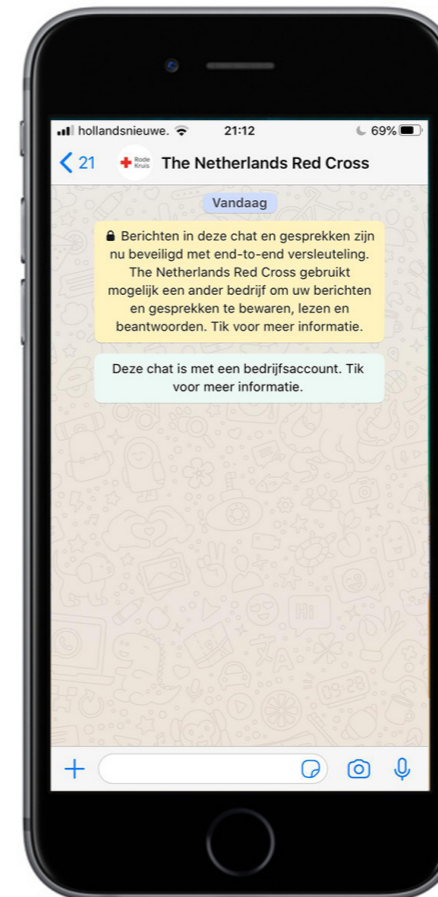 hollandsnieuwe. 21:12 69%
21 Rode Kruis The Netherlands Red Cross
Vandaag
Berichten in deze chat en gesprekken zijn
nu beveiligd met end-to-end versleuteling.
The Netherlands Red Cross gebruikt
mogelijk een ander bedrijf om uw berichten
en gesprekken te bewaren, lezen en
beantwoorden. Tik voor meer informatie.
Deze chat is met een bedrijfsaccount. Tik
voor meer informatie.